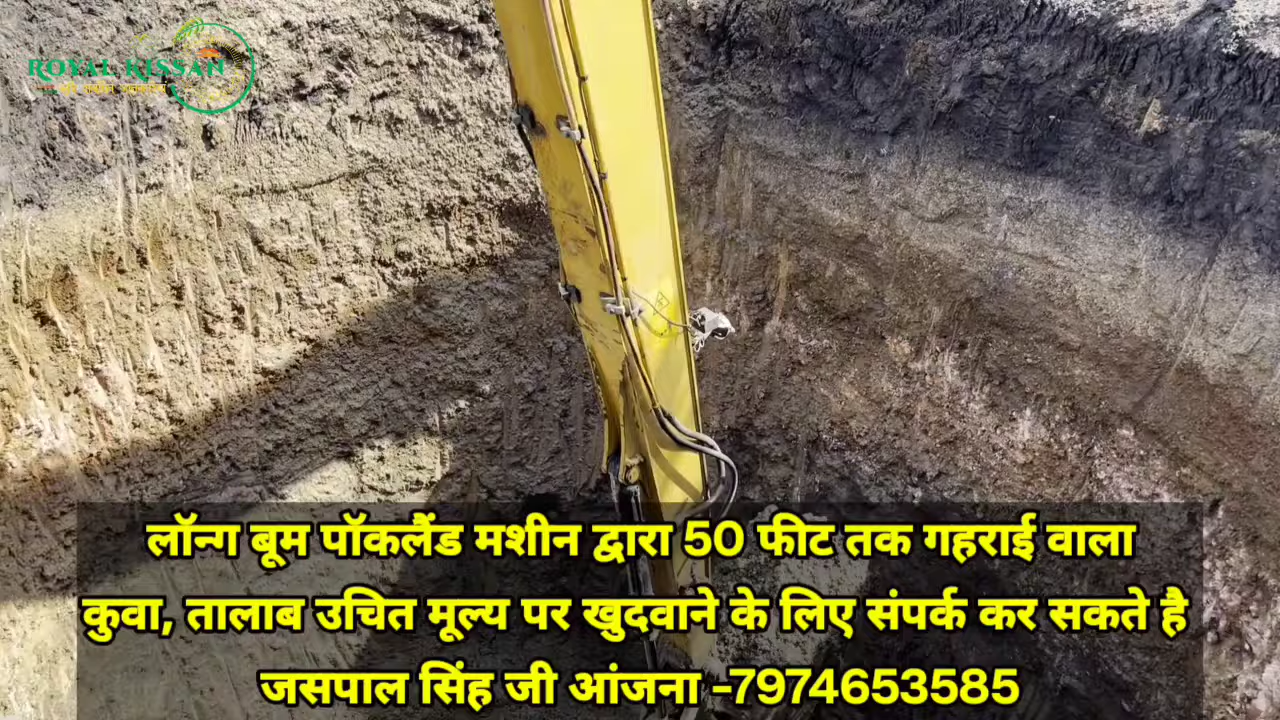 ROYAL KISSAN
लॉन्ग बूम पॉकलैंड मशीन द्वारा 50 फीट तक गहराई वाला
कुवा, तालाब उचित मूल्य पर खुदवाने के लिए संपर्क कर सकते है
जसपाल सिंह जी आंजना -7974653585